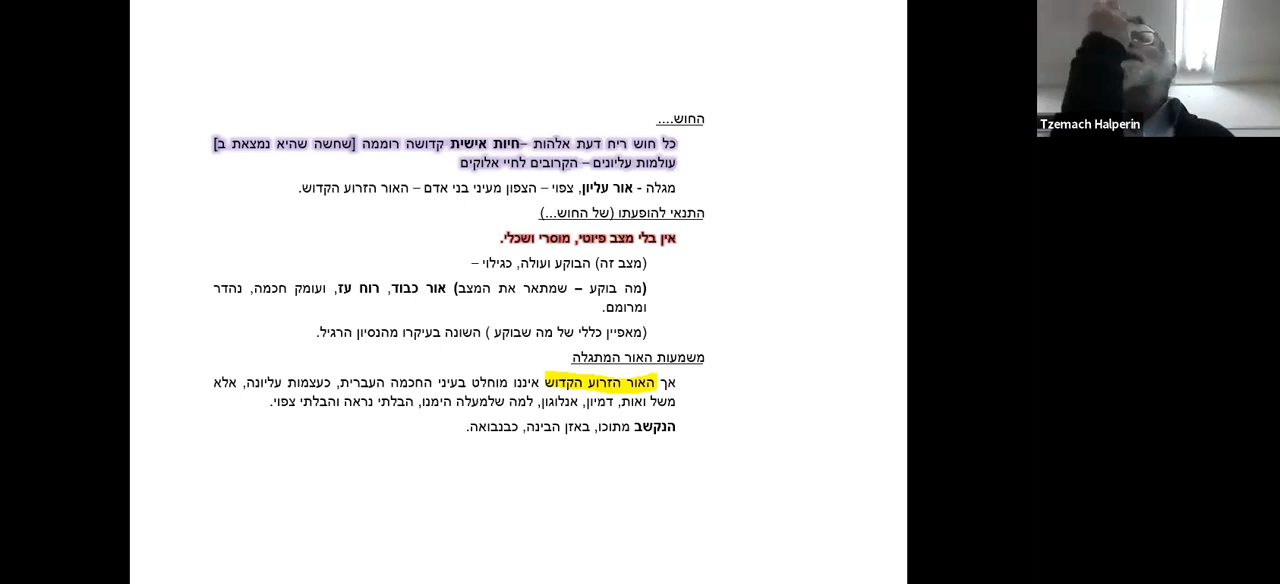 החוש....
כל חוש ריח דעת אלהות –חיות אישית קדושה רוממה [שחשה שהיא נמצאת ב]
עולמות עליונים – הקרובים לחיי אלוקים
מגלה - אור עליון, צפוי – הצפון מעיני בני אדם – האור הזרוע הקדוש.
התנאי להופעתו (של החוש...)
אין בלי מצב פיוטי, מוסרי ושכלי.
(מצב זה) הבוקע ועולה, כגילוי –
(מה בוקע – שמתאר את המצב) אור כבוד, רוח עז, ועומק חכמה, נהדר
ומרומם.
(מאפיין כללי של מה שבוקע ) השונה בעיקרו מהנסיון הרגיל.
משמעות האור המתגלה
אך האור הזרוע הקדוש איננו מוחלט בעיני החכמה העברית, כעצמות עליונה, אלא
משל ואות, דמיון, אנלוגון, למה שלמעלה הימנו, הבלתי נראה והבלתי צפוי.
הנקשב מתוכו, באזן הבינה, כבנבואה.
Tzemach Halperin